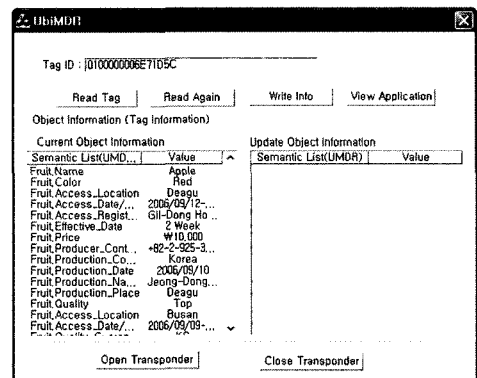 UbiMDR
Tag ID : 0100000006E71D5C
Read Tag Read Again Write Info View Application
Object Information (Tag Information)
Current Object Information Update Object Information
Semantic List(UMD... Value Semantic List(UMDR) Value
Fruit,Name Apple
Fruit,Color Red
Fruit,Access_Location Deagu
Fruit,Access_Date/... 2006/09/12-...
Fruit,Access_Regist... Gil-Dong Ho ...
Fruit,Effective_Date 2 Week
Fruit,Price ₩10,000
Fruit,Producer_Cont... +82-2-925-3...
Fruit,Production_Co... Korea
Fruit,Production_Date 2006/09/10
Fruit,Production_Na... Jeong-Dong...
Fruit,Production_Place Deagu
Fruit,Quality Top
Fruit,Access_Location Busan
Fruit,Access_Date/... 2006/09/09-...
Open Transponder Close Transponder